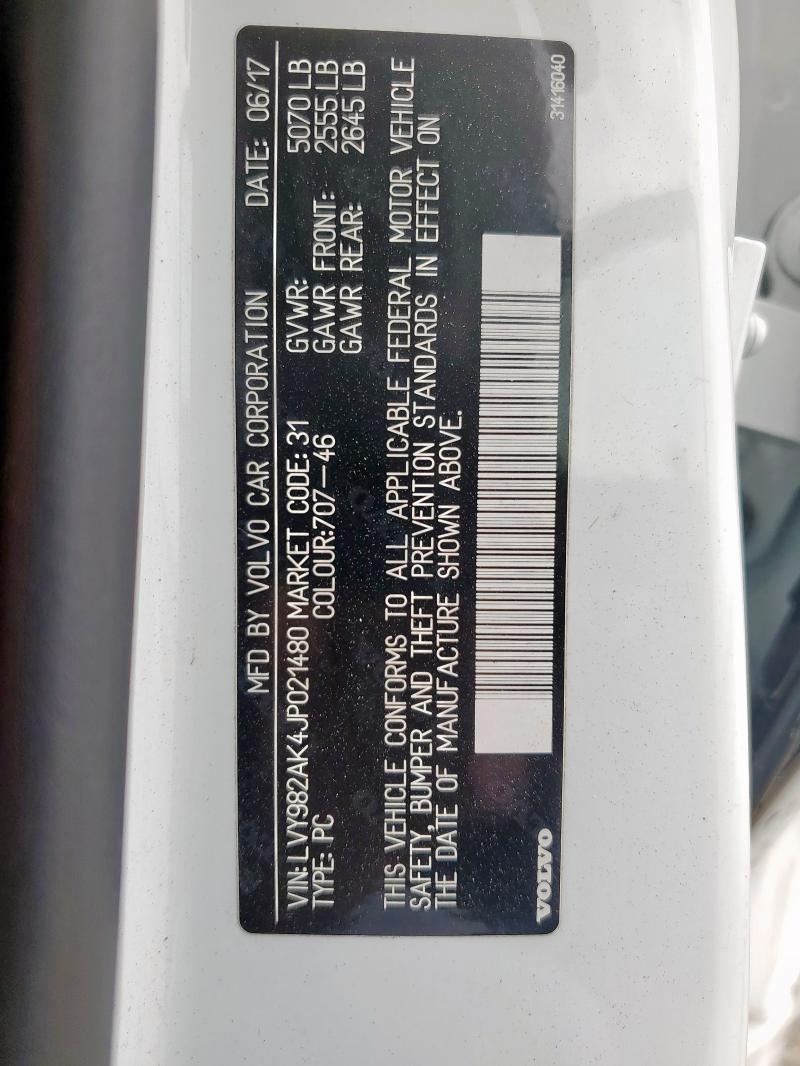 MFD BY VOLVO CAR CORPORATION DATE: 06/17
VIN: LVY982AK4JP021480 MARKET CODE: 31 GVWR: 5070 LB
TYPE: PC COLOUR:707-46 GAWR FRONT: 2555 LB
GAWR REAR: 2645 LB
THIS VEHICLE CONFORMS TO ALL APPLICABLE FEDERAL MOTOR VEHICLE
SAFETY, BUMPER AND THEFT PREVENTION STANDARDS IN EFFECT ON
THE DATE OF MANUFACTURE SHOWN ABOVE.
VOLVO
31416040